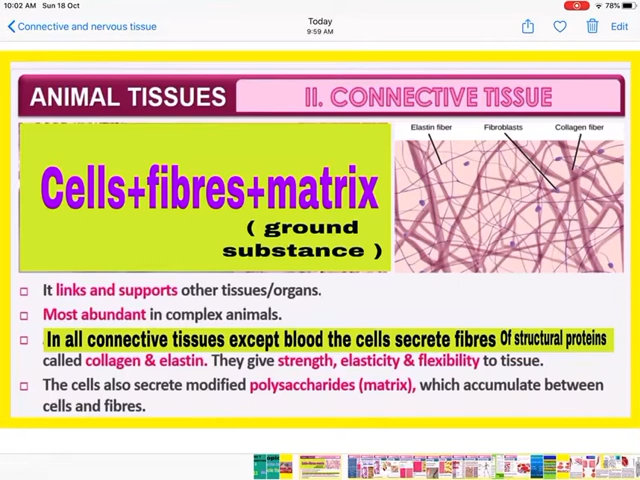 10:02 AM Sun 18 Oct
78%
Connective and nervous tissue
Today
9:59 AM
Edit
ANIMAL TISSUES
II. CONNECTIVE TISSUE
Cells+fibres+matrix
( ground
substance )
Elastin fiber Fibroblasts Collagen fiber
It links and supports other tissues/organs.
Most abundant in complex animals.
In all connective tissues except blood the cells secrete fibres Of structural proteins
called collagen & elastin. They give strength, elasticity & flexibility to tissue.
The cells also secrete modified polysaccharides (matrix), which accumulate between
cells and fibres.